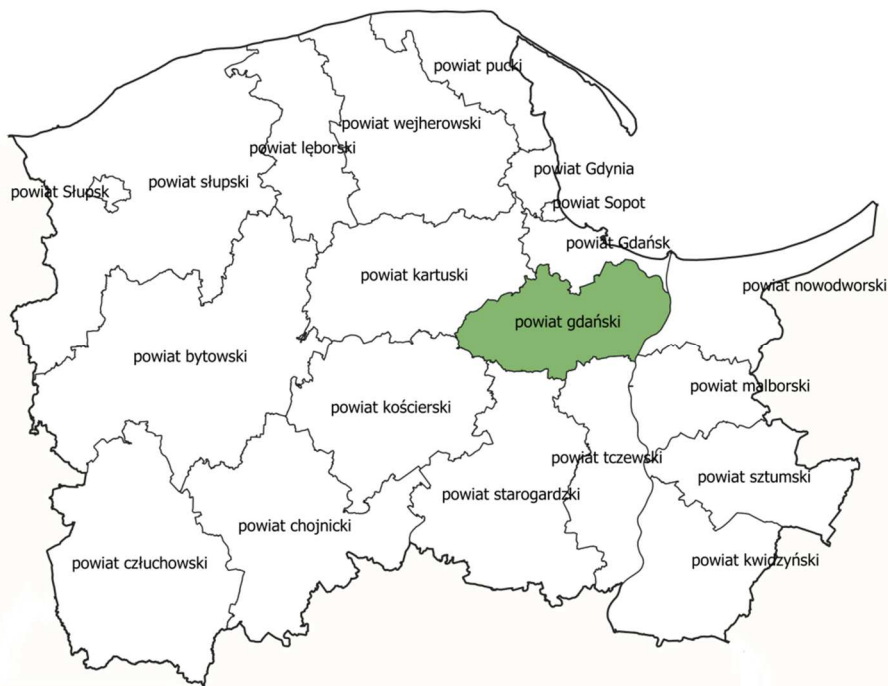 powiat pucki
powiat wejherowski
powiat lęborski
powiat Gdynia
powiat Słupsk
powiat słupski
powiat Sopot
powiat Gdańsk
powiat kartuski
powiat nowodworski
powiat gdański
powiat bytowski
powiat malborski
powiat kościerski
powiat tczewski
powiat sztumski
powiat starogardzki
powiat chojnicki
powiat człuchowski
powiat kwidzyński